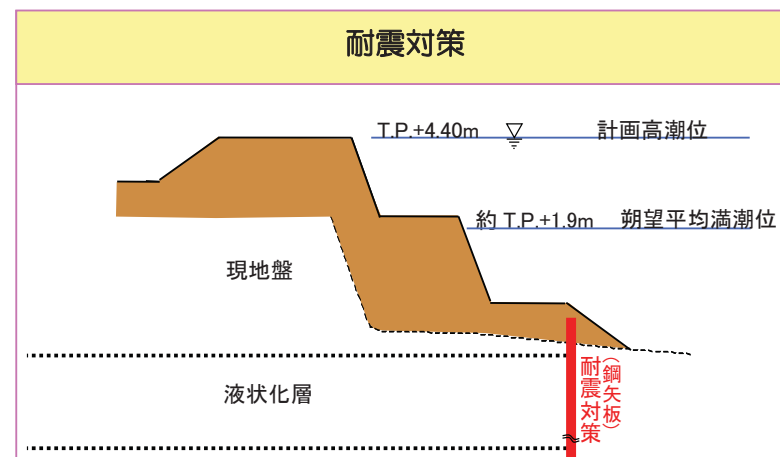 耐震対策
T.P.+4.40m 計画高潮位
約 T.P.+1.9m 朔望平均満潮位
現地盤
液状化層
耐震対策
（鋼矢板）